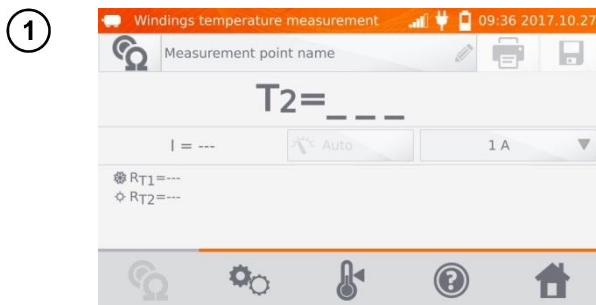 1
Windings temperature measurement 09:36 2017.10.27
Measurement point name
T2=_ _ _
I = --- Auto 1 A
RT1=---
RT2=---